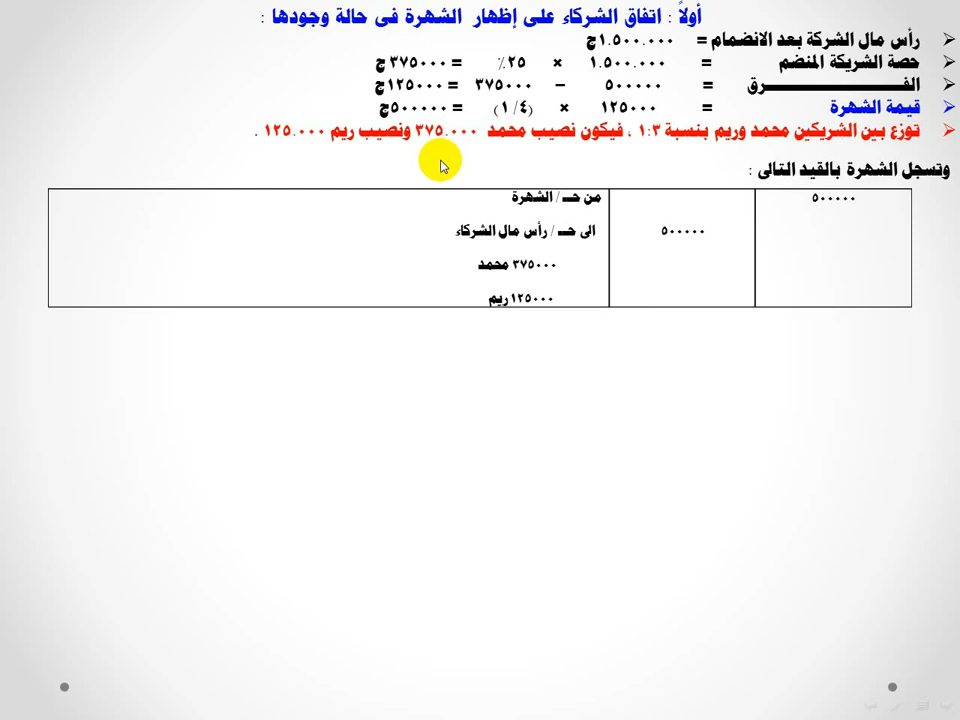 أولاً : اتفاق الشركاء على إظهار الشهرة فى حالة وجودها :
رأس مال الشركة بعد الانضمام = ١.٥٠٠.٠٠٠ج
حصة الشريكة المنضم = ١.٥٠٠.٠٠٠ × ٢٥٪ = ٣٧٥٠٠٠ ج
الفــــــــــــــــــــرق = ٥٠٠٠٠٠ – ٣٧٥٠٠٠ = ١٢٥٠٠٠ج
قيمة الشهرة = ١٢٥٠٠٠ × (٤/ ١) = ٥٠٠٠٠٠ج
توزع بين الشريكين محمد وريم بنسبة ١:٣ ، فيكون نصيب محمد ٣٧٥.٠٠٠ ونصيب ريم ١٢٥.٠٠٠ .
وتسجل الشهرة بالقيد التالى :
٥٠٠٠٠٠ من حــ / الشهرة
٥٠٠٠٠٠ الى حــ / رأس مال الشركاء
٣٧٥٠٠٠ محمد
١٢٥٠٠٠ ريم